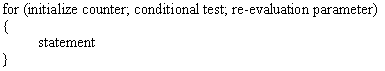 for (initialize counter; conditional test; re-evaluation parameter)
{
statement
}